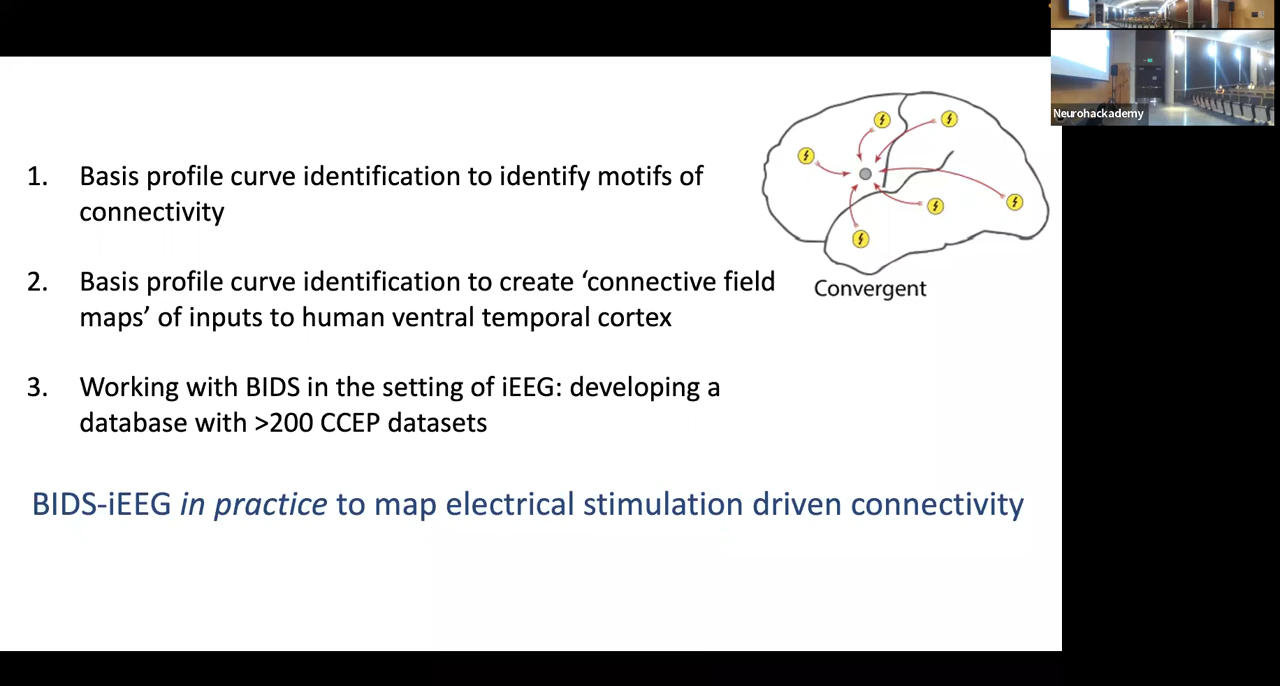 1. Basis profile curve identification to identify motifs of
connectivity
2. Basis profile curve identification to create ‘connective field
maps’ of inputs to human ventral temporal cortex
3. Working with BIDS in the setting of iEEG: developing a
database with >200 CCEP datasets
BIDS-iEEG in practice to map electrical stimulation driven connectivity
Convergent
Neurohackademy